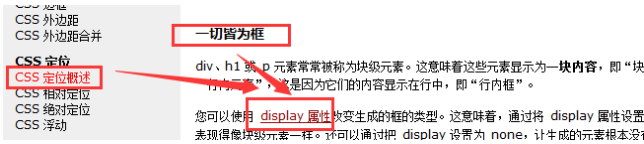 CSS 边框
CSS 外边距
CSS 外边距合并
CSS 定位
CSS 定位概述
CSS 相对定位
CSS 绝对定位
CSS 浮动
一切皆为框
div、h1 或 p 元素常常被称为块级元素。这意味着这些元素显示为一块内容，即“块
“行内元素”，这是因为它们的内容显示在行中，即“行内框”。
您可以使用 display 属性改变生成的框的类型。这意味着，通过将 display 属性设置
表现得像块级元素一样。还可以通过把 display 设置为 none，让生成的元素根本没